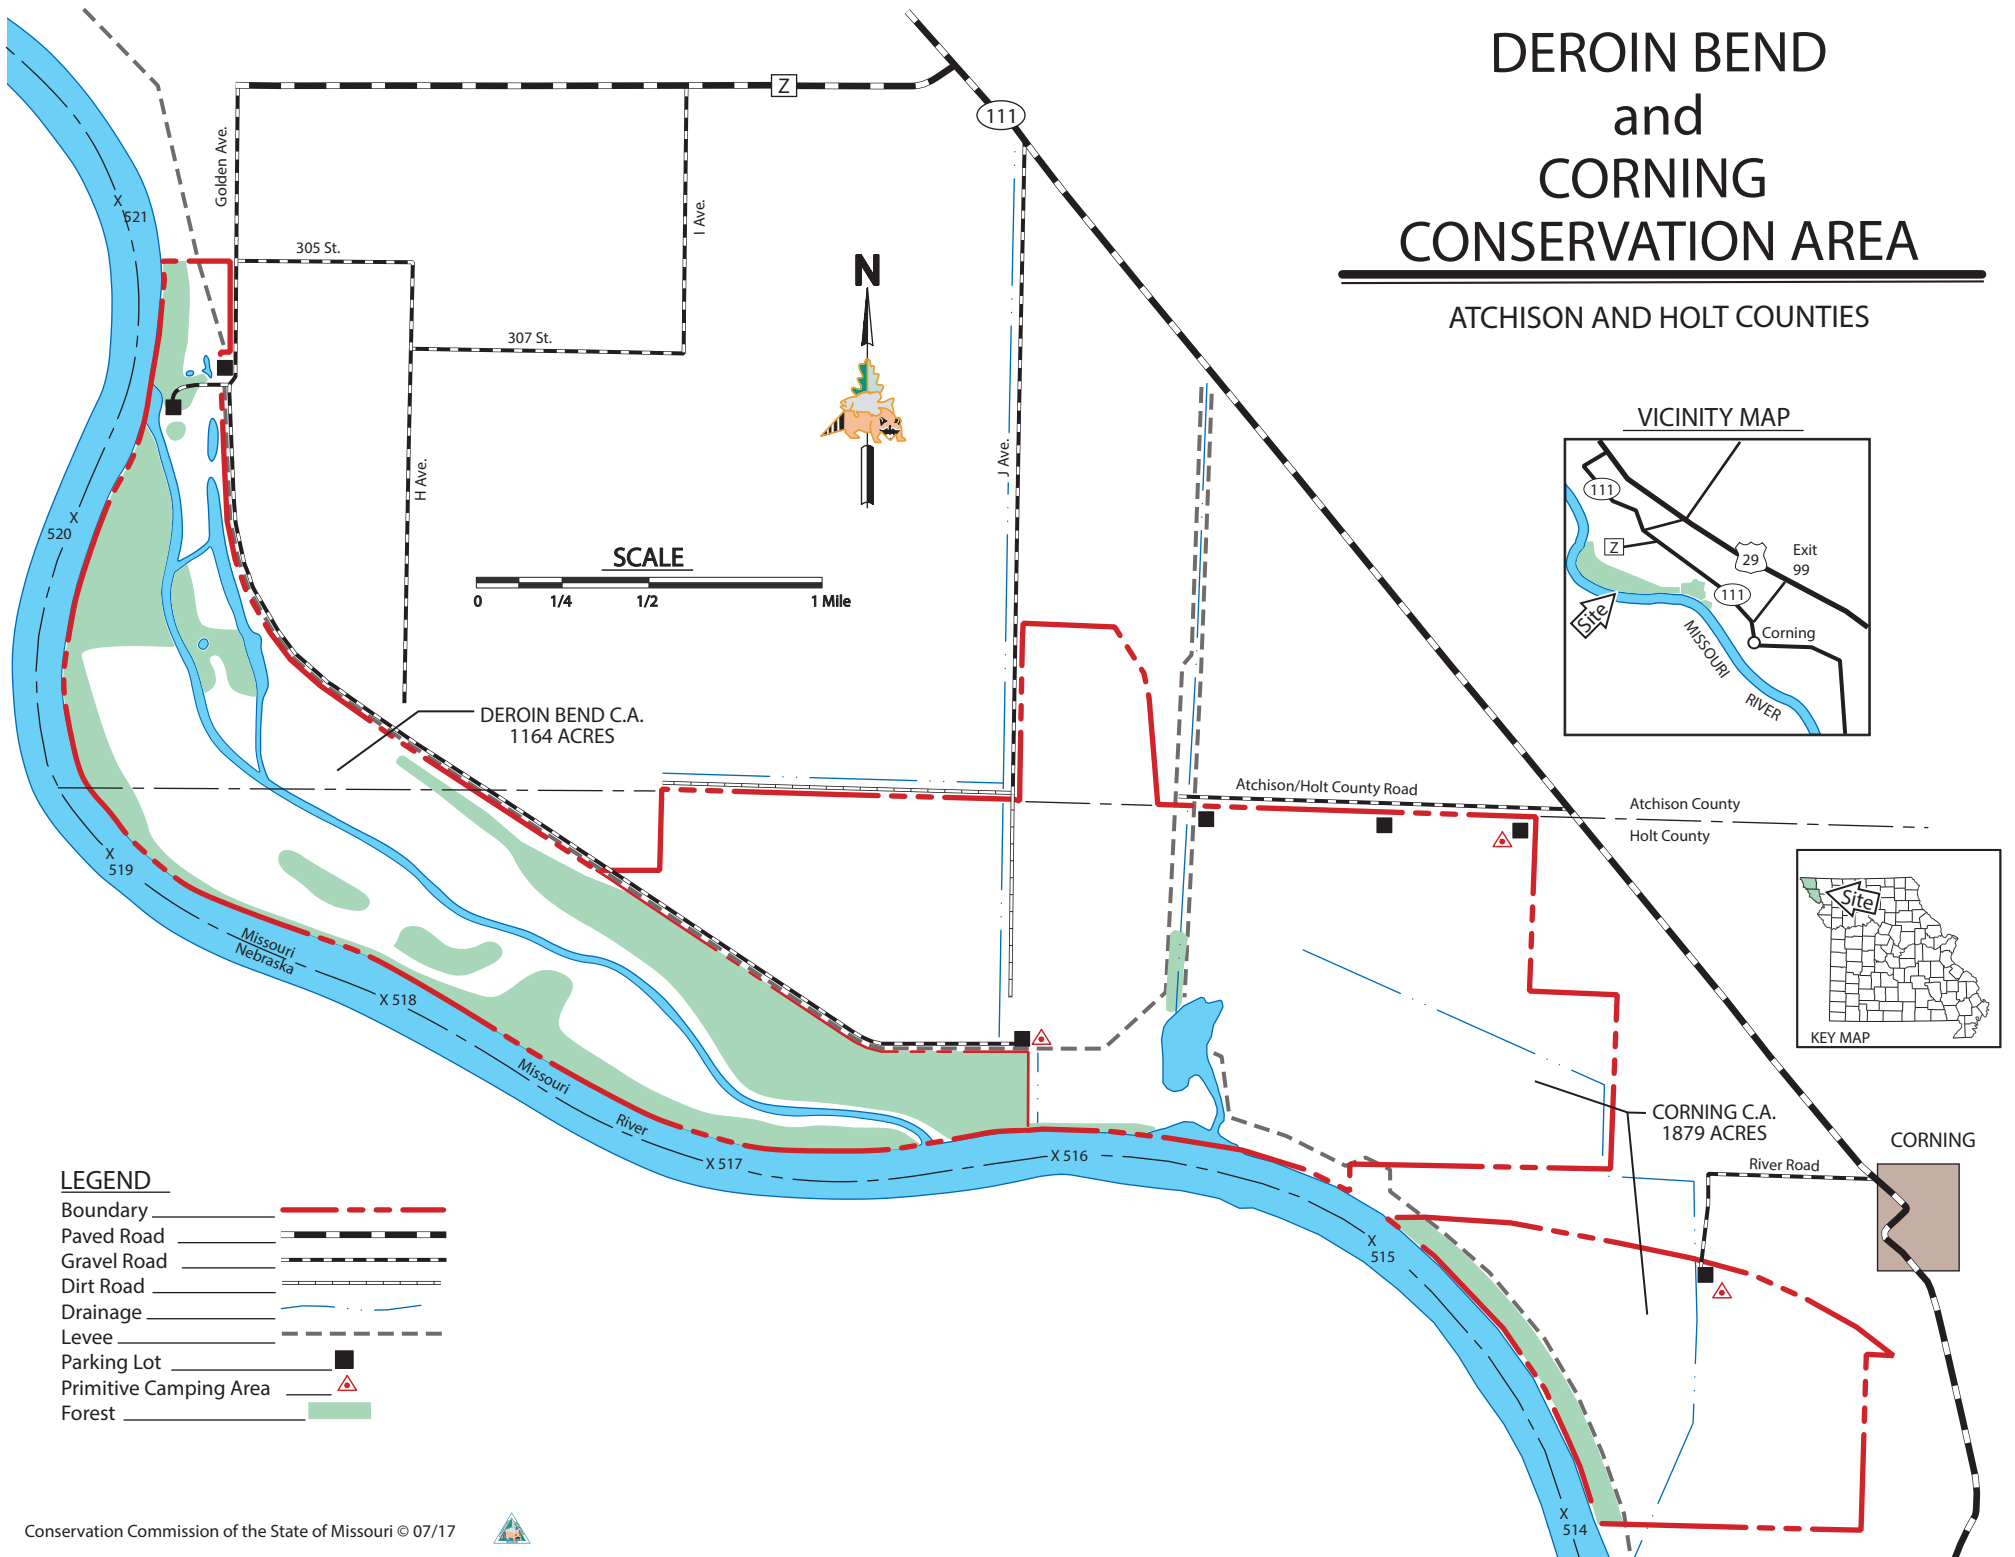 DEROIN BEND
and
CORNING
CONSERVATION AREA
ATCHISON AND HOLT COUNTIES
Z
111
Golden Ave.
521
X
305 St.
I Ave.
307 St.
N
H Ave.
J Ave.
X
520
SCALE
0 1/4 1/2 1 Mile
VICINITY MAP
111
Z
29
Exit
99
111
Site
Corning
MISSOURI
RIVER
DEROIN BEND C.A.
1164 ACRES
Atchison/Holt County Road
Atchison County
Holt County
X
519
Site
KEY MAP
Missouri
Nebraska
X 518
Missouri
River
X 517
X 516
CORNING C.A.
1879 ACRES
CORNING
River Road
X
515
X
514
LEGEND
Boundary
Paved Road
Gravel Road
Dirt Road
Drainage
Levee
Parking Lot
Primitive Camping Area
Forest
Conservation Commission of the State of Missouri © 07/17